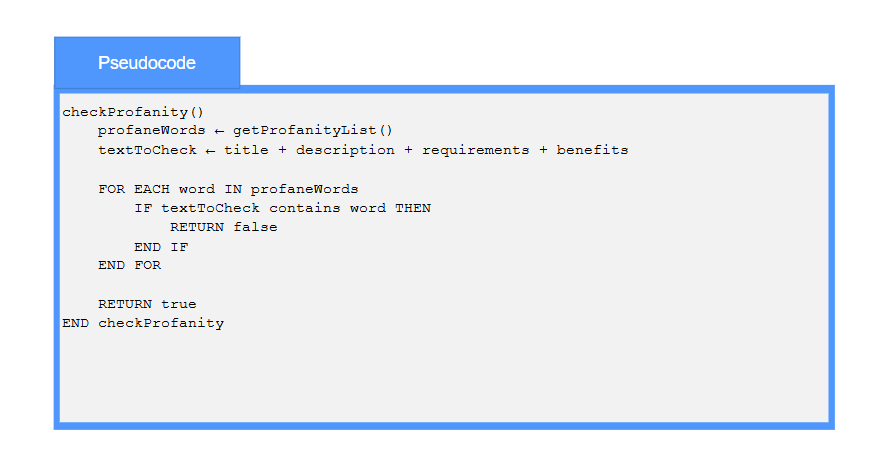 Pseudocode
checkProfanity()
    profaneWords ← getProfanityList()
    textToCheck ← title + description + requirements + benefits
    FOR EACH word IN profaneWords
        IF textToCheck contains word THEN
            RETURN false
        END IF
    END FOR
    RETURN true
END checkProfanity